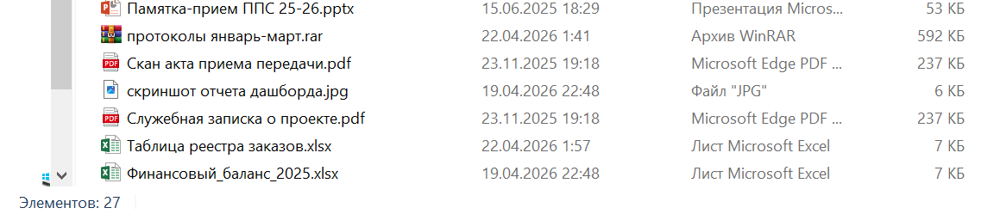 Памятка-прием ППС 25-26.pptx 15.06.2025 18:29 Презентация Micros... 53 КБ
протоколы январь-март.rar 22.04.2026 1:41 Архив WinRAR 592 КБ
PDF Скан акта приема передачи.pdf 23.11.2025 19:18 Microsoft Edge PDF ... 237 КБ
скриншот отчета дашборда.jpg 19.04.2026 22:48 Файл "JPG" 6 КБ
PDF Служебная записка о проекте.pdf 23.11.2025 19:18 Microsoft Edge PDF ... 237 КБ
Таблица реестра заказов.xlsx 22.04.2026 1:57 Лист Microsoft Excel 7 КБ
Финансовый_баланс_2025.xlsx 19.04.2026 22:48 Лист Microsoft Excel 7 КБ
Элементов: 27